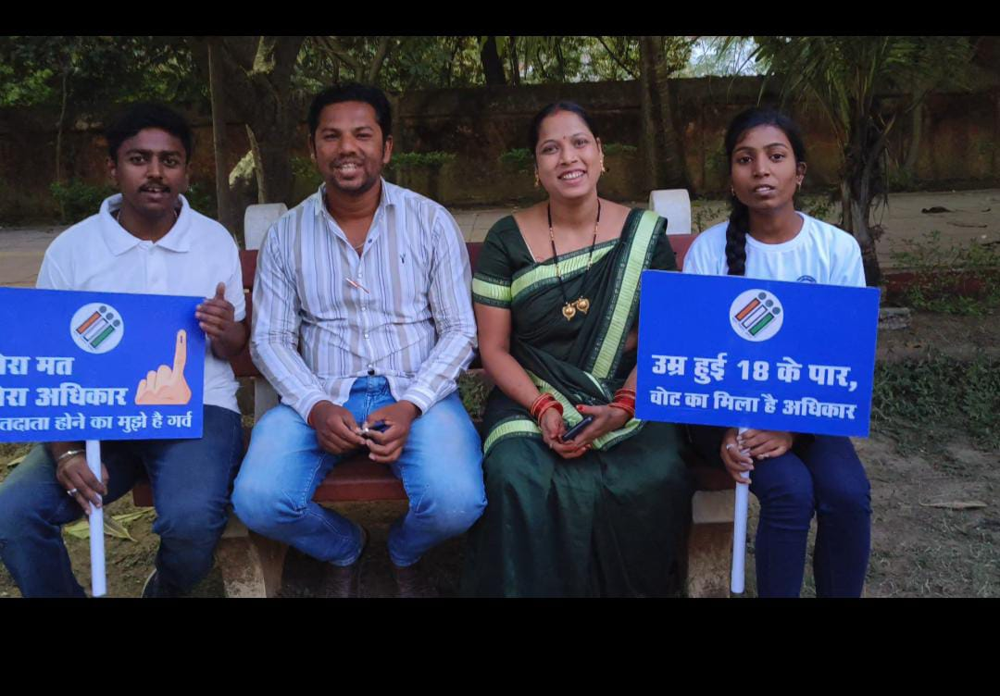 मत
अधिकार
होने का मुझे है गर्व
उम्र हुई 18 के पार,
वोट का मिला है अधिकार